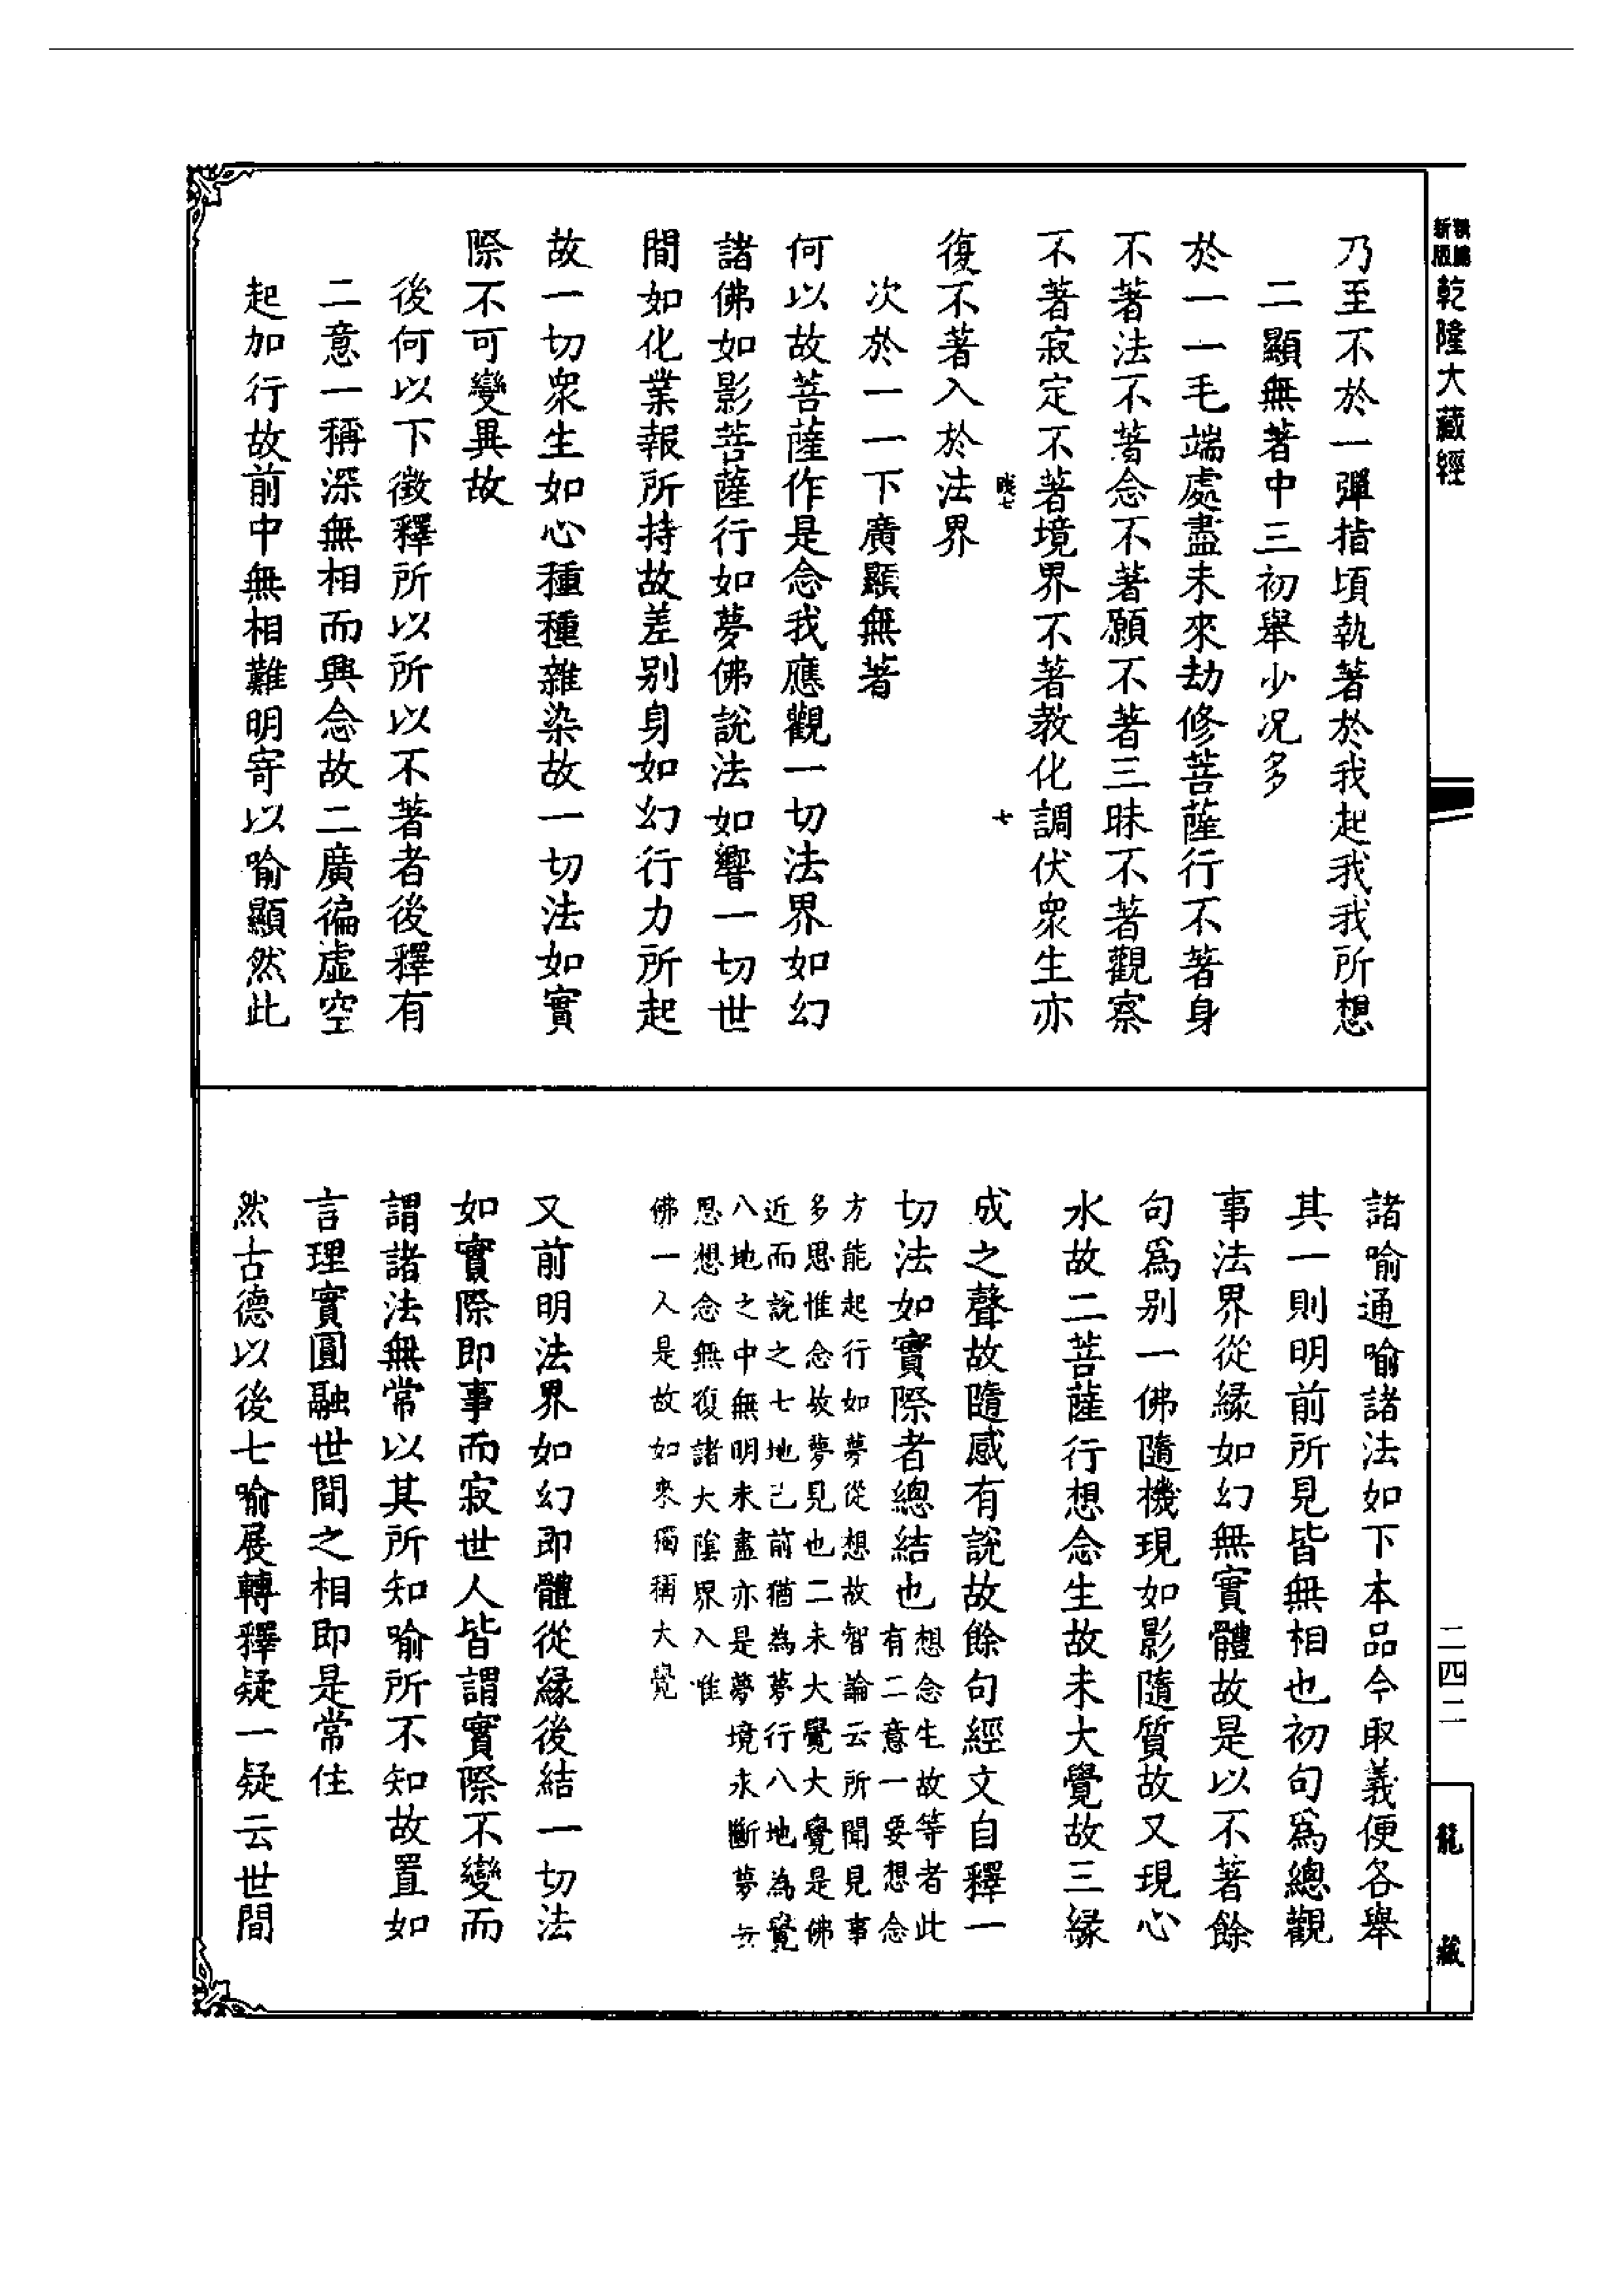 新版
乾隆大藏經
乃至不於一彈指頃執著於我起我我所想
二顯無著中三初舉少况多
於一一毛端處盡未來劫修菩薩行不著身
不著法不著念不著願不著三昧不著觀察
不著寂定不著境界不著教化調伏眾生亦
七
復不著入於法界
次於一一下廣顯無著
何以故菩薩作是念我應觀一切法界如幻
諸佛如影菩薩行如夢佛說法如響一切世
間如化業報所持故差别身如幻行力所起
故一切眾生如心種種雜染故一切法如實
際不可變異故
後何以下徵釋所以所以不著者後釋有
二意一稱深無相而興念故二廣徧虛空
起加行故前中無相難明寄以喻顯然此
諸喻通喻諸法如下本品今取義便各舉
其一則明前所見皆無相也初句爲總觀
事法界從緣如幻無實體故是以不著餘
句爲别一佛隨機現如影隨質故又現心
水故二菩薩行想念生故未大覺故三緣
成之聲故隨感有說故餘句經文自釋一
切法如實際者總結也
想念生故等者此
有二意一要想念
方能起行如夢從想故智論云所聞見事
多思惟念故夢見也二未大覺大覺是佛
近而說之七地已前猶為夢行八地為覺
八地之中無明未盡亦是夢境永斷夢妄
思想念無復諸大陰界入唯
佛一人是故如來獨稱大覺
又前明法界如幻即體從緣後結一切法
如實際即事而寂世人皆謂實際不變而
謂諸法無常以其所知喻所不知故置如
言理實圓融世間之相即是常住
然古德以後七喻展轉釋疑一疑云世間
二四二
龍藏